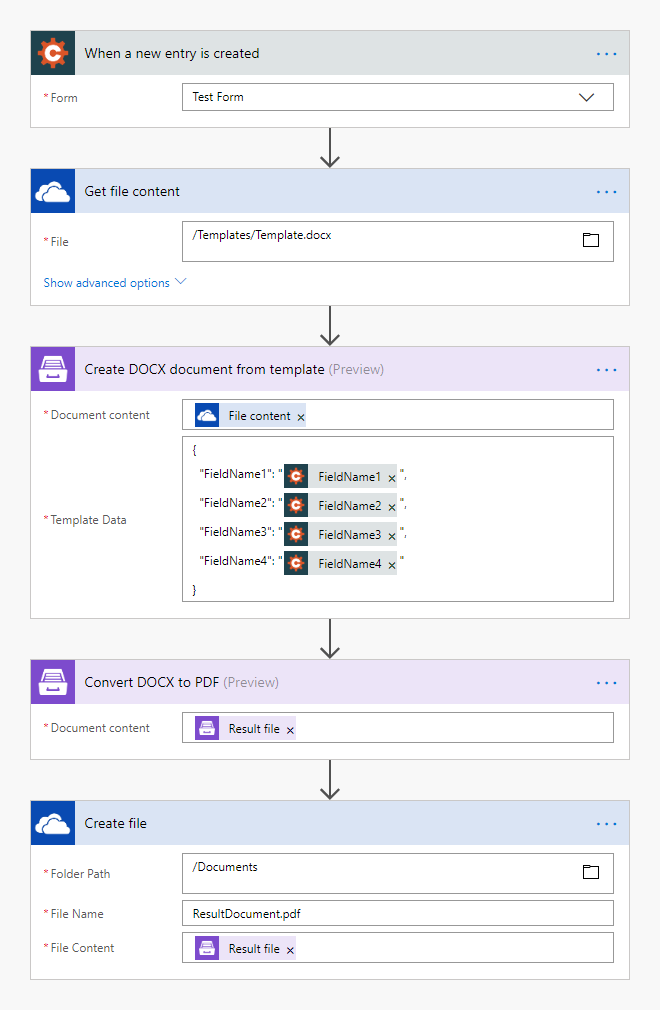 When a new entry is created
* Form
Test Form
Get file content
* File
/Templates/Template.docx
Show advanced options
Create DOCX document from template (Preview)
* Document content
File content ×
* Template Data
{
"FieldName1": " FieldName1 × ",
"FieldName2": " FieldName2 × ",
"FieldName3": " FieldName3 × ",
"FieldName4": " FieldName4 × "
}
Convert DOCX to PDF (Preview)
* Document content
Result file ×
Create file
* Folder Path
/Documents
* File Name
ResultDocument.pdf
* File Content
Result file ×